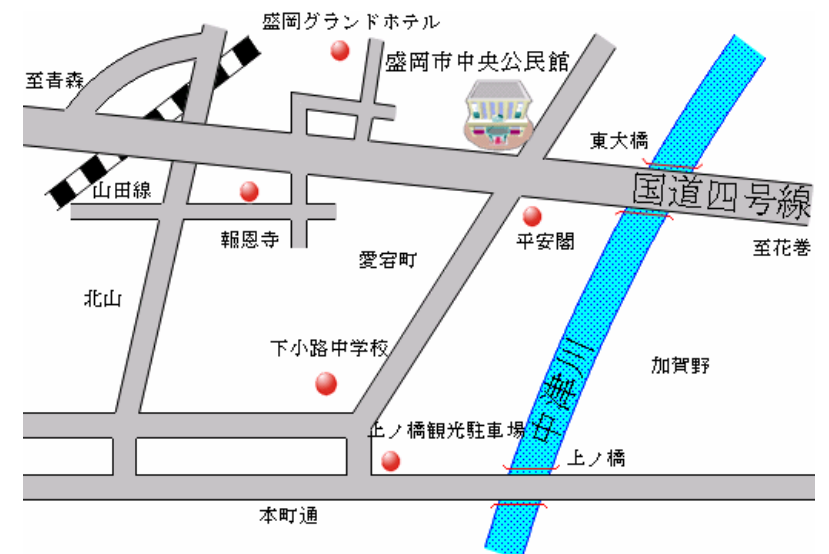 盛岡グランドホテル
盛岡市中央公民館
至青森
東大橋
山田線
国道四号線
報恩寺
平安閣
至花巻
愛宕町
北山
下小路中学校
加賀野
中津川
上ノ橋観光駐車場
上ノ橋
本町通